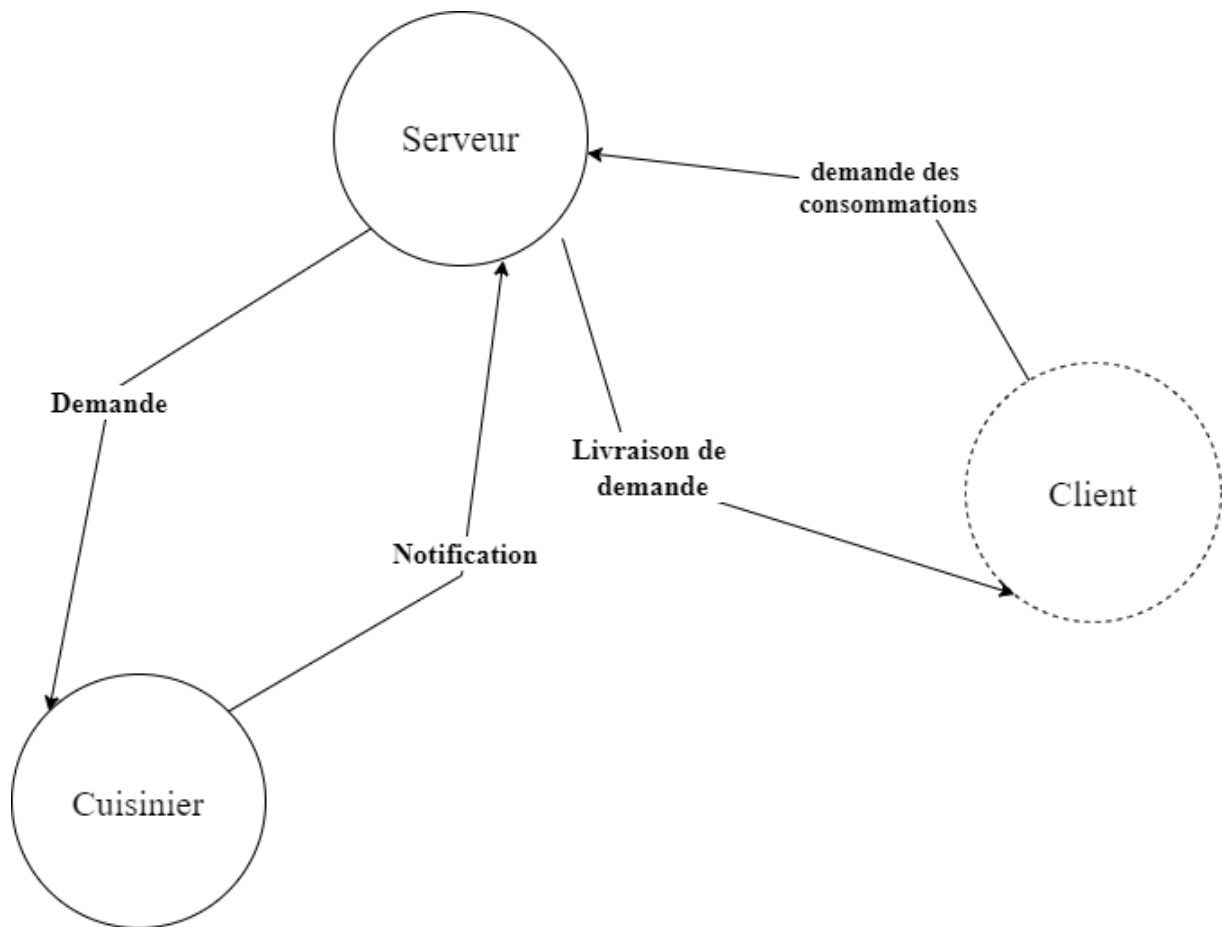 Serveur
demande des
consommations
Demande
Livraison de
demande
Client
Notification
Cuisinier